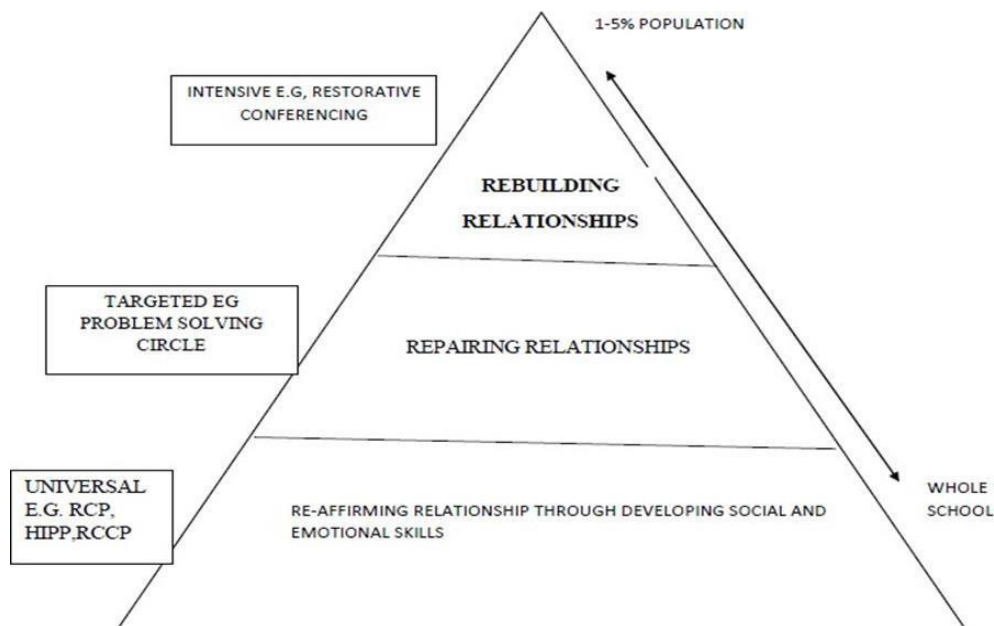 1-5% POPULATION
INTENSIVE E.G, RESTORATIVE
CONFERENCING
REBUILDING
RELATIONSHIPS
TARGETED EG
PROBLEM SOLVING
CIRCLE
REPAIRING RELATIONSHIPS
UNIVERSAL
E.G. RCP,
HIPP,RCCP
RE-AFFIRMING RELATIONSHIP THROUGH DEVELOPING SOCIAL AND
EMOTIONAL SKILLS
WHOLE
SCHOOL